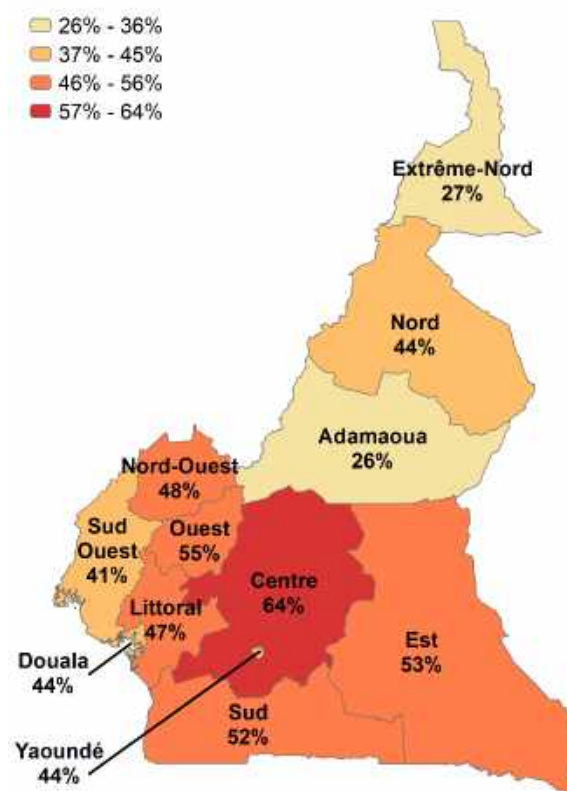 26% - 36%
37% - 45%
46% - 56%
57% - 64%
Extrême-Nord
27%
Nord
44%
Adamaoua
26%
Nord-Ouest
48%
Sud
Ouest
41%
Ouest
55%
Centre
64%
Littoral
47%
Est
53%
Douala
44%
Sud
52%
Yaoundé
44%